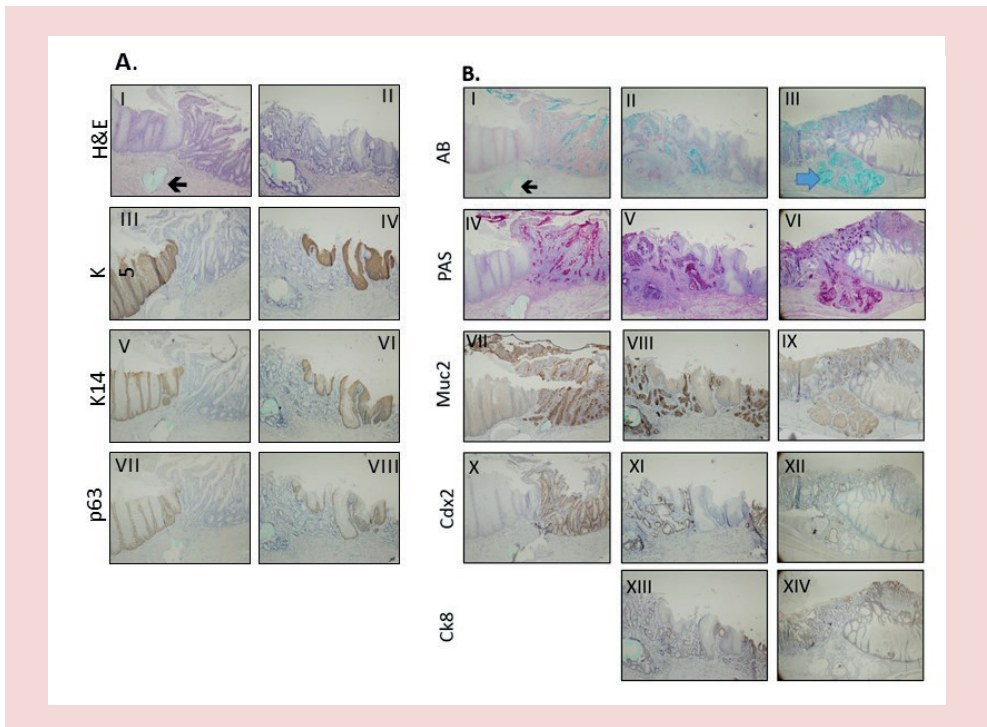 A.
B.
I
II
H&E
III
IV
K
5
V
VI
K14
VII
VIII
p63
I
II
III
AB
IV
V
VI
PAS
VII
VIII
IX
Muc2
X
XI
XII
Cdx2
XIII
XIV
Ck8